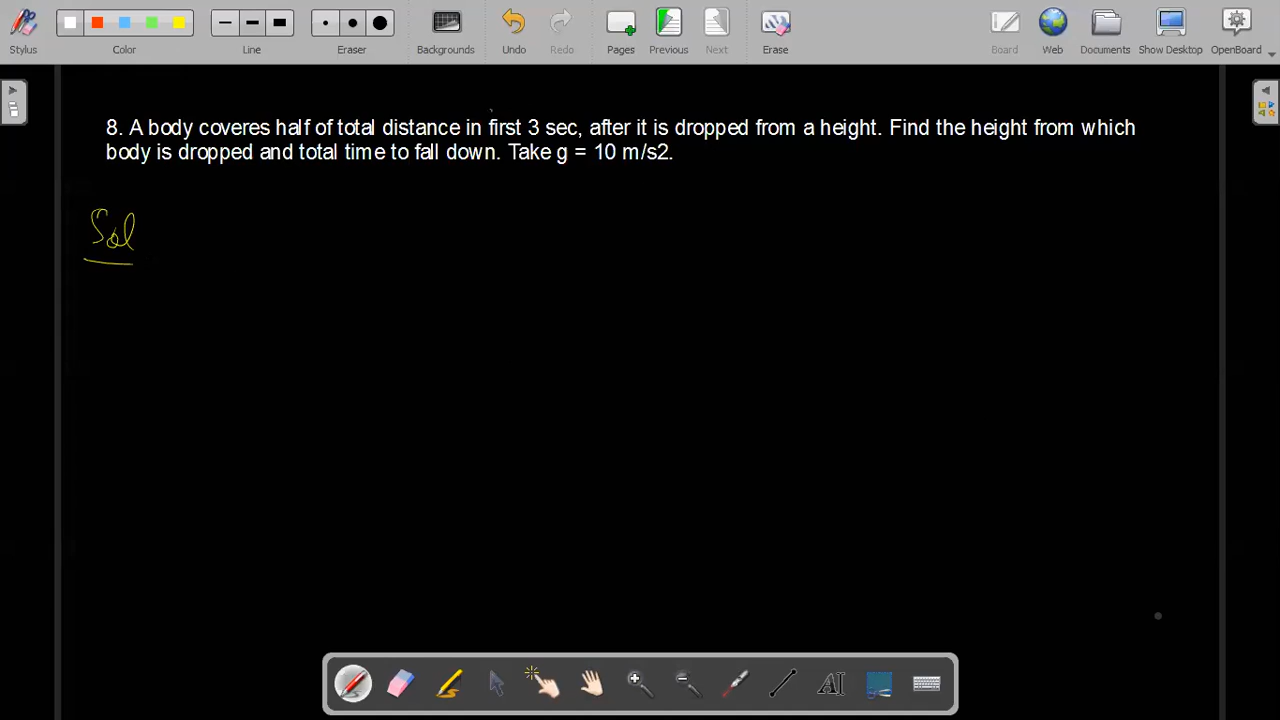 Stylus Color Line Eraser Backgrounds Undo Redo Pages Previous Next Erase Board Web Documents Show Desktop OpenBoard
8. A body coveres half of total distance in first 3 sec, after it is dropped from a height. Find the height from which
body is dropped and total time to fall down. Take g = 10 m/s2.
Sol
AI